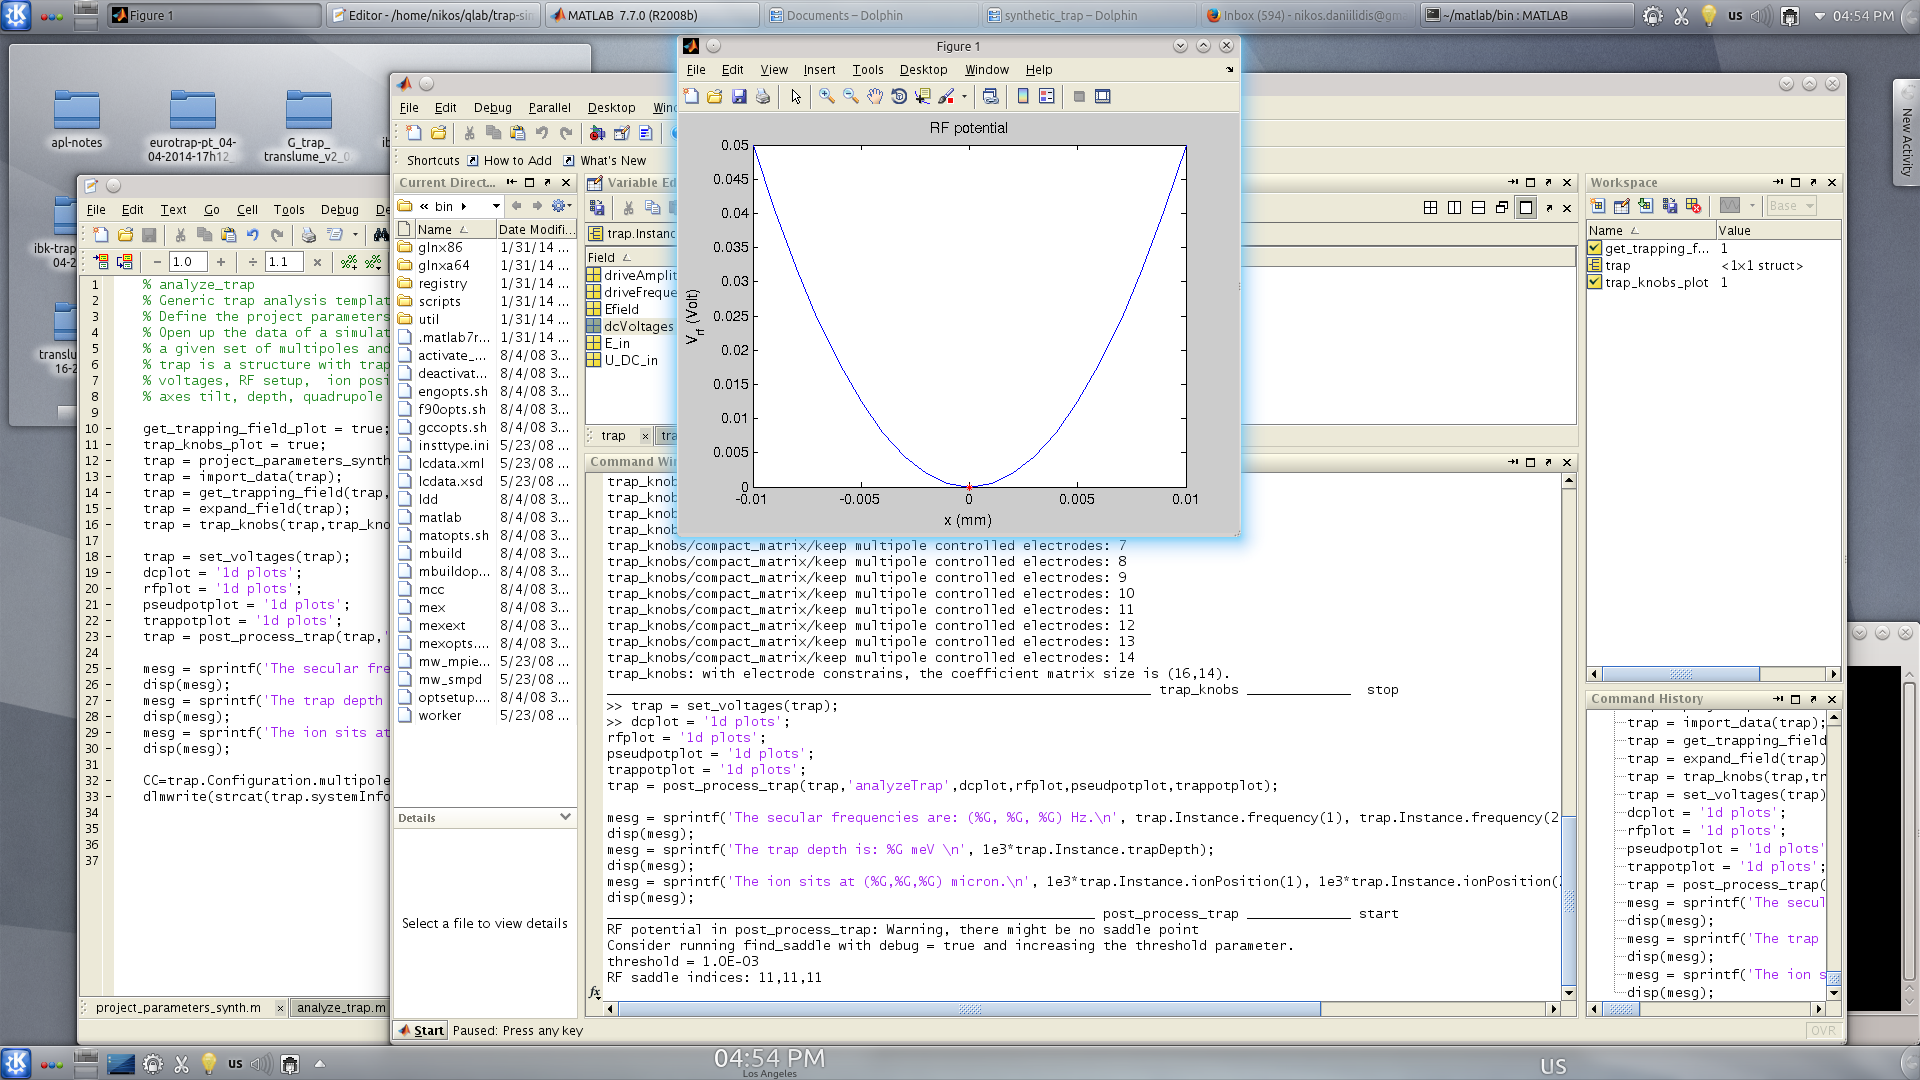 Figure 1
Editor - /home/nikos/qlab/trap-sin
MATLAB 7.7.0 (R2008b)
Documents – Dolphin
synthetic_trap – Dolphin
Inbox (594) - nikos.daniilidis@gm
~/matlab/bin : MATLAB
us
04:54 PM
New Activity
apl-notes
eurotrap-pt_04-
04-2014-17h12_
G_trap_
translume_v2_0
ibk-trap
04-2
translum
16-2
File Edit Text Go Cell Tools Debug De
1.0
1.1
1 % analyze_trap
2 % Generic trap analysis templat
3 % Define the project parameters
4 % Open up the data of a simulat
5 % a given set of multipoles and
6 % trap is a structure with trap
7 % voltages, RF setup, ion posi
8 % axes tilt, depth, quadrupole
9
10 - get_trapping_field_plot = true;
11 - trap_knobs_plot = true;
12 - trap = project_parameters_synth
13 - trap = import_data(trap);
14 - trap = get_trapping_field(trap,
15 - trap = expand_field(trap);
16 - trap = trap_knobs(trap,trap_kno
17
18 - trap = set_voltages(trap);
19 - dcplot = '1d plots';
20 - rfplot = '1d plots';
21 - pseudpotplot = '1d plots';
22 - trappotplot = '1d plots';
23 - trap = post_process_trap(trap,'
24
25 - mesg = sprintf('The secular fre
26 - disp(mesg);
27 - mesg = sprintf('The trap depth
28 - disp(mesg);
29 - mesg = sprintf('The ion sits at
30 - disp(mesg);
31
32 - CC=trap.Configuration.multipole
33 - dlmwrite(strcat(trap.systemInfo
34
35
36
37
project_parameters_synth.m × analyze_trap.m
File Edit Debug Parallel Desktop Win
Shortcuts How to Add What's New
Current Direc...
« bin
Name Date Modifi...
glnx86 1/31/14 ...
glnxa64 1/31/14 ...
registry 1/31/14 ...
scripts 1/31/14 ...
util 1/31/14 ...
.matlab7r... 1/31/14 ...
activate_... 8/4/08 3...
deactivat... 8/4/08 3...
engopts.sh 8/4/08 3...
f90opts.sh 8/4/08 3...
gccopts.sh 8/4/08 3...
insttype.ini 5/23/08 ...
lcdata.xml 5/23/08 ...
lcdata.xsd 5/23/08 ...
ldd 8/4/08 3...
matlab 8/4/08 3...
matopts.sh 8/4/08 3...
mbuild 8/4/08 3...
mbuildop... 8/4/08 3...
mcc 8/4/08 3...
mex 8/4/08 3...
mexext 8/4/08 3...
mexopts.... 8/4/08 3...
mw_mpie... 5/23/08 ...
mw_smpd 5/23/08 ...
optsetup... 8/4/08 3...
worker 5/23/08 ...
Details
Select a file to view details
Start Paused: Press any key
OVR
Variable Ed
trap.Instanc
Field
driveAmplit
driveFreque
Efield
dcVoltages
E_in
U_DC_in
trap × tra
Figure 1
File Edit View Insert Tools Desktop Window Help
RF potential
0.05
0.045
0.04
0.035
0.03
0.025
0.02
0.015
0.01
0.005
0
V_rf (Volt)
-0.01 -0.005 0 0.005 0.01
x (mm)
Command Win
trap_knob
trap_knob
trap_knob
trap_knob
trap_knobs/compact_matrix/keep multipole controlled electrodes: 7
trap_knobs/compact_matrix/keep multipole controlled electrodes: 8
trap_knobs/compact_matrix/keep multipole controlled electrodes: 9
trap_knobs/compact_matrix/keep multipole controlled electrodes: 10
trap_knobs/compact_matrix/keep multipole controlled electrodes: 11
trap_knobs/compact_matrix/keep multipole controlled electrodes: 12
trap_knobs/compact_matrix/keep multipole controlled electrodes: 13
trap_knobs/compact_matrix/keep multipole controlled electrodes: 14
trap_knobs: with electrode constrains, the coefficient matrix size is (16,14).
trap_knobs _____________ stop
>> trap = set_voltages(trap);
>> dcplot = '1d plots';
rfplot = '1d plots';
pseudpotplot = '1d plots';
trappotplot = '1d plots';
trap = post_process_trap(trap,'analyzeTrap',dcplot,rfplot,pseudpotplot,trappotplot);
mesg = sprintf('The secular frequencies are: (%G, %G, %G) Hz.\n', trap.Instance.frequency(1), trap.Instance.frequency(2
disp(mesg);
mesg = sprintf('The trap depth is: %G meV \n', 1e3*trap.Instance.trapDepth);
disp(mesg);
mesg = sprintf('The ion sits at (%G,%G,%G) micron.\n', 1e3*trap.Instance.ionPosition(1), 1e3*trap.Instance.ionPosition(
disp(mesg);
post_process_trap _____________ start
RF potential in post_process_trap: Warning, there might be no saddle point
Consider running find_saddle with debug = true and increasing the threshold parameter.
threshold = 1.0E-03
RF saddle indices: 11,11,11
fx
Workspace
Base
Name Value
get_trapping_f... 1
trap <1x1 struct>
trap_knobs_plot 1
Command History
trap = import_data(trap);
trap = get_trapping_field
trap = expand_field(trap);
trap = trap_knobs(trap,tr
trap = set_voltages(trap)
dcplot = '1d plots';
rfplot = '1d plots';
pseudpotplot = '1d plots'
trappotplot = '1d plots';
trap = post_process_trap(
mesg = sprintf('The secul
disp(mesg);
mesg = sprintf('The trap
disp(mesg);
mesg = sprintf('The ion s
disp(mesg);
us
04:54 PM
Los Angeles
US